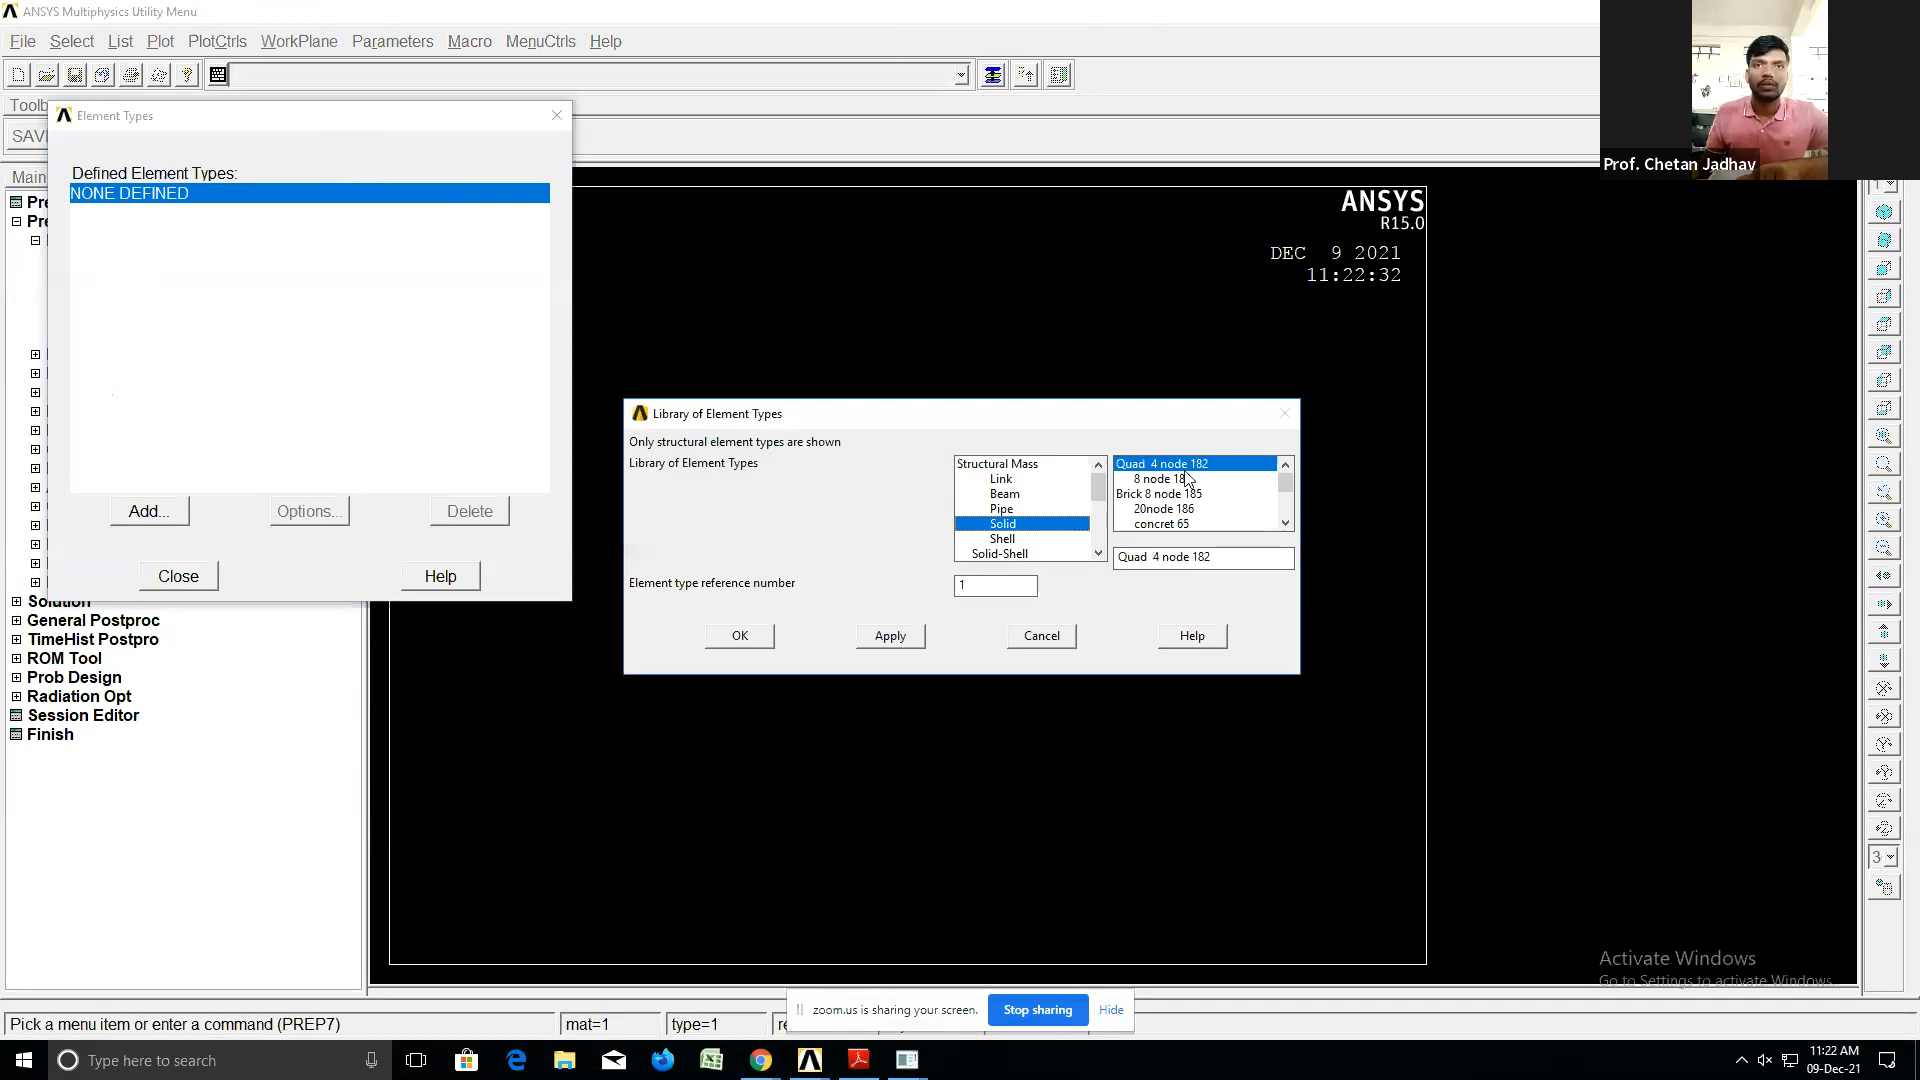 ANSYS Multiphysics Utility Menu
File Select List Plot PlotCtrls WorkPlane Parameters Macro MenuCtrls Help
Prof. Chetan Jadhav
Element Types
Defined Element Types:
NONE DEFINED
Add... Options... Delete
Close Help
Main
Solution
General Postproc
TimeHist Postpro
ROM Tool
Prob Design
Radiation Opt
Session Editor
Finish
ANSYS
R15.0
DEC 9 2021
11:22:32
Library of Element Types
Only structural element types are shown
Library of Element Types
Structural Mass
Link
Beam
Pipe
Solid
Shell
Solid-Shell
Quad 4 node 182
8 node
Brick 8 node 185
20node 186
concret 65
Quad 4 node 182
Element type reference number
1
OK Apply Cancel Help
3
Activate Windows
Go to Settings to activate Windows.
zoom.us is sharing your screen. Stop sharing Hide
Pick a menu item or enter a command (PREP7) mat=1 type=1
Type here to search
11:22 AM
09-Dec-21